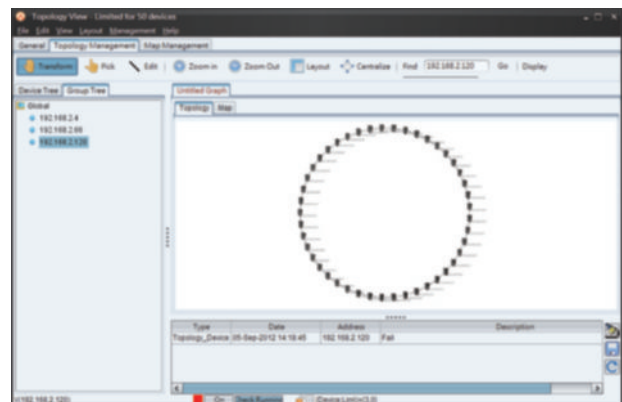 Topology View - Limited for 50 devices
File Edit View Layout Management Help
General Topology Management Map Management
Transform Pick Edit Zoom in Zoom Out Layout Centralize Find 192.168.2.120 Go Display
Device Tree Group Tree Untitled Graph
Global Topology Map
192.168.2.4
192.168.2.66
192.168.2.120
Type Date Address Description
Topology_Device 05-Sep-2012 14:18:45 192.168.2.120 Fail
On